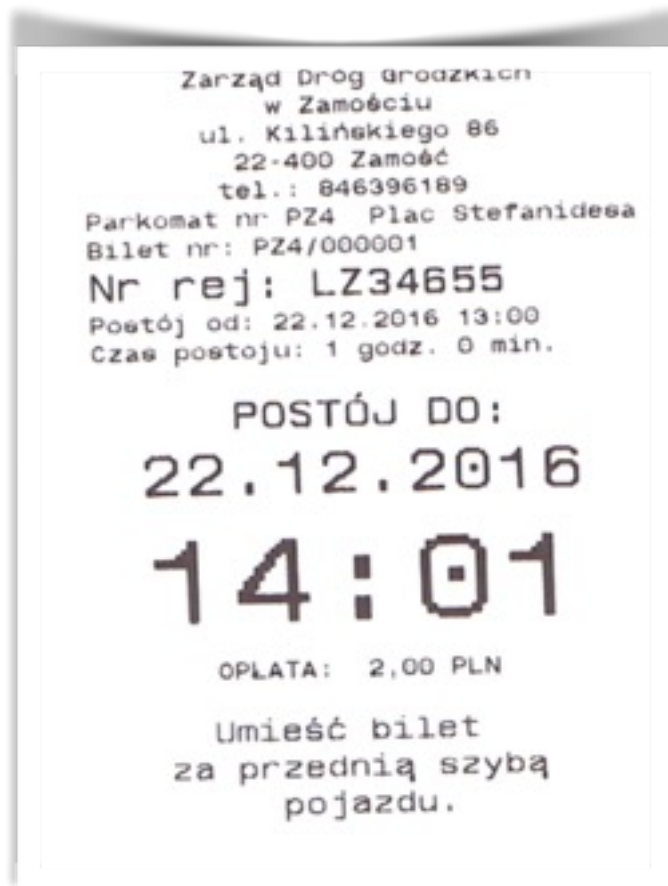 Zarząd Dróg Grodzkich
w Zamościu
ul. Kilińskiego 86
22-400 Zamość
tel.: 846396189
Parkomat nr PZ4 Plac Stefanidesa
Bilet nr: PZ4/000001
Nr rej: LZ34655
Postój od: 22.12.2016 13:00
Czas postoju: 1 godz. 0 min.
POSTÓJ DO:
22.12.2016
14:01
OPŁATA: 2,00 PLN
Umieść bilet
za przednią szybą
pojazdu.